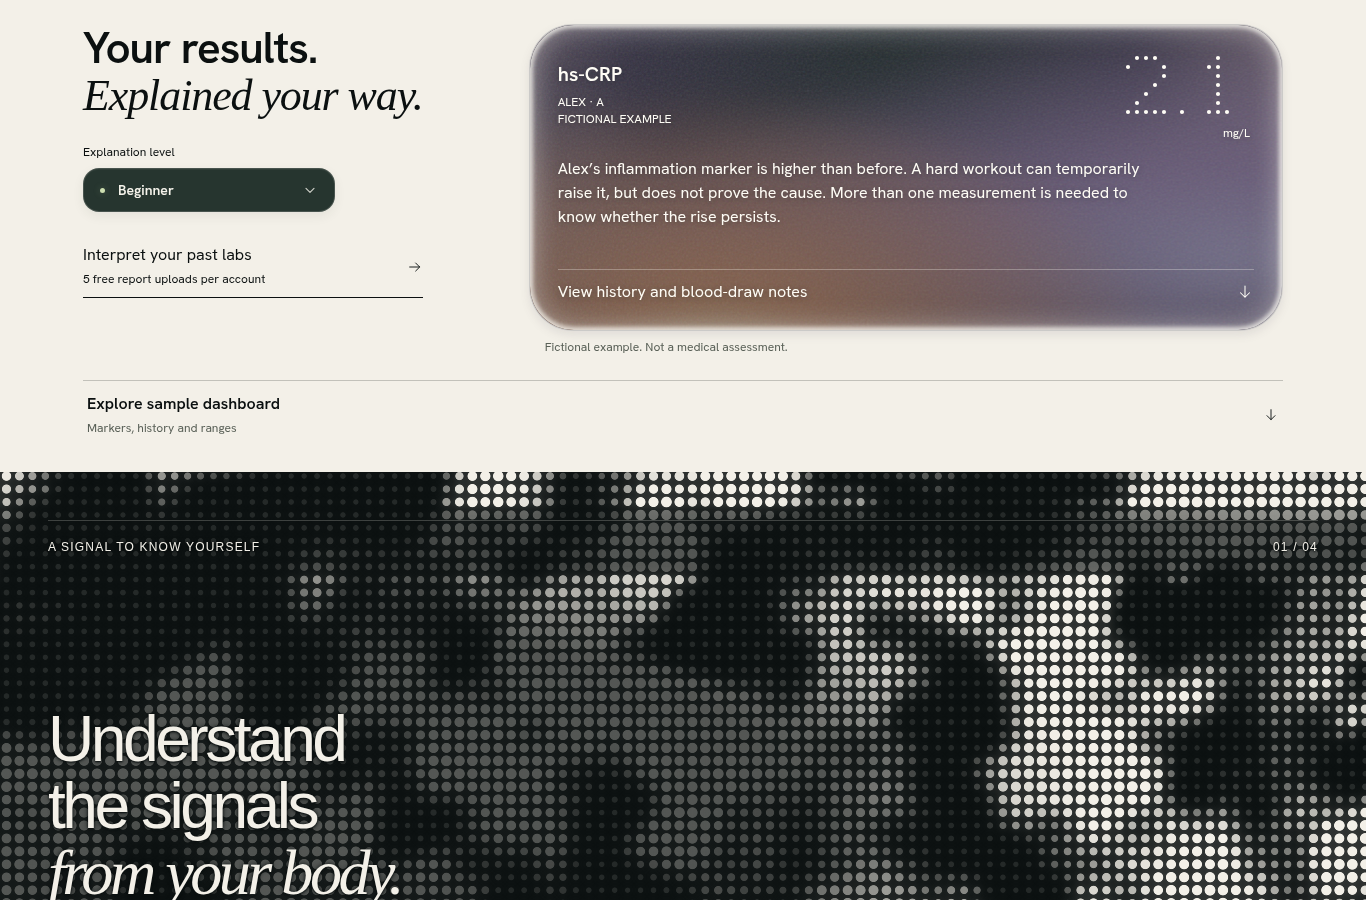 Your results.
Explained your way.
Explanation level
Beginner
Interpret your past labs
5 free report uploads per account
hs-CRP
ALEX · A
FICTIONAL EXAMPLE
2.1
mg/L
Alex’s inflammation marker is higher than before. A hard workout can temporarily
raise it, but does not prove the cause. More than one measurement is needed to
know whether the rise persists.
View history and blood-draw notes
Fictional example. Not a medical assessment.
Explore sample dashboard
Markers, history and ranges
A SIGNAL TO KNOW YOURSELF
01 / 04
Understand
the signals
from your body.